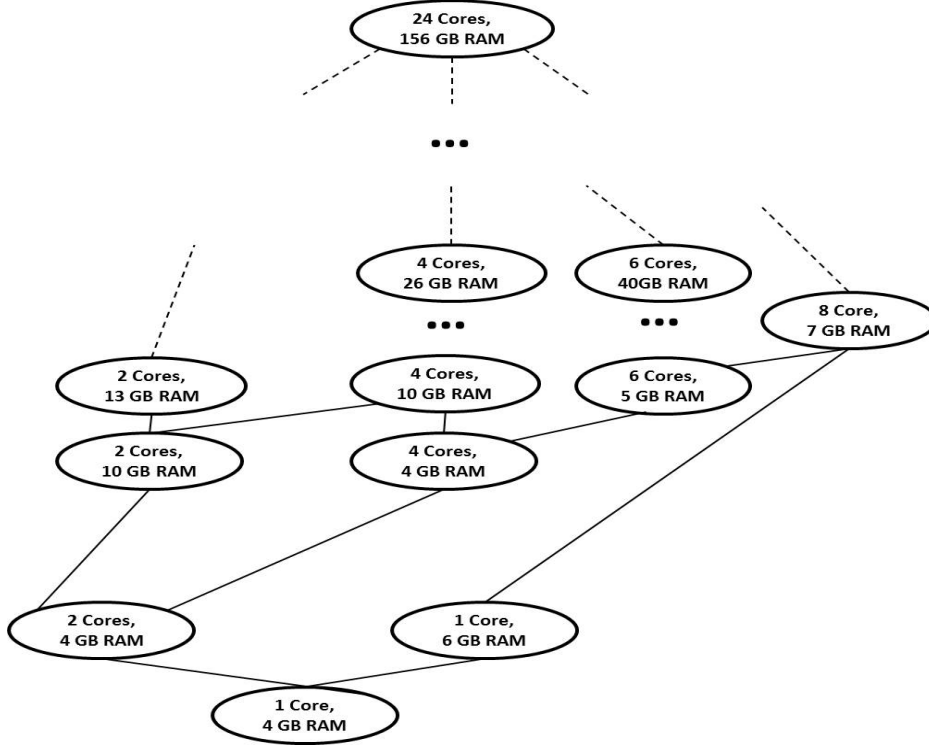 24 Cores,
156 GB RAM
4 Cores,
26 GB RAM
6 Cores,
40GB RAM
8 Core,
7 GB RAM
2 Cores,
13 GB RAM
4 Cores,
10 GB RAM
6 Cores,
5 GB RAM
2 Cores,
10 GB RAM
4 Cores,
4 GB RAM
2 Cores,
4 GB RAM
1 Core,
6 GB RAM
1 Core,
4 GB RAM